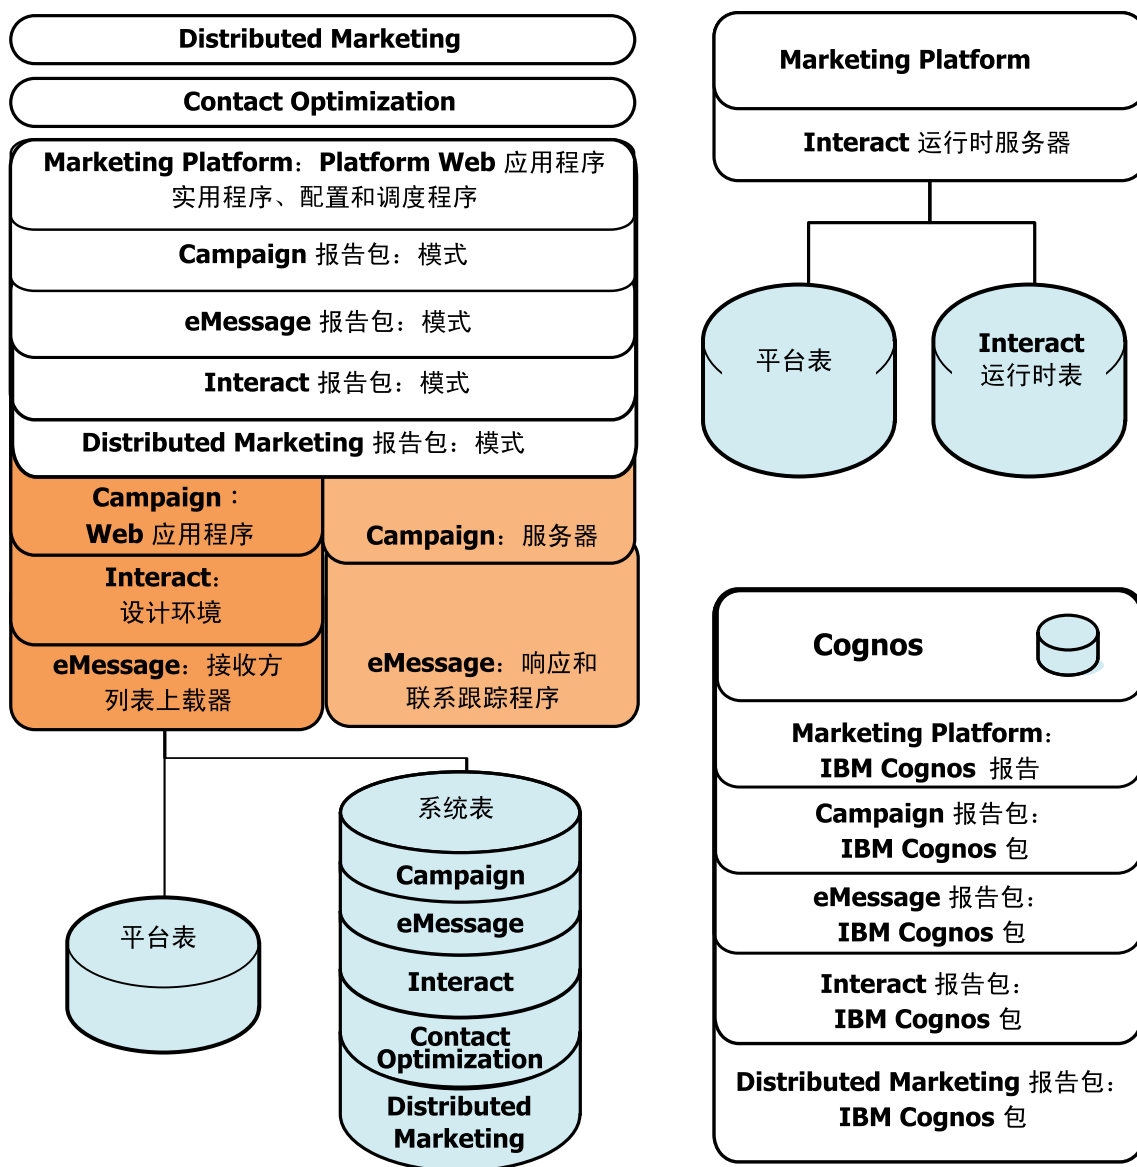 Distributed Marketing
Contact Optimization
Marketing Platform：Platform Web 应用程序
实用程序、配置和调度程序
Campaign 报告包：模式
eMessage 报告包：模式
Interact 报告包：模式
Distributed Marketing 报告包：模式
Campaign：
Web 应用程序
Campaign：服务器
Interact：
设计环境
eMessage：接收方
列表上载器
eMessage：响应和
联系跟踪程序
平台表
系统表
Campaign
eMessage
Interact
Contact
Optimization
Distributed
Marketing
Marketing Platform
Interact 运行时服务器
平台表
Interact
运行时表
Cognos
Marketing Platform：
IBM Cognos 报告
Campaign 报告包：
IBM Cognos 包
eMessage 报告包：
IBM Cognos 包
Interact 报告包：
IBM Cognos 包
Distributed Marketing 报告包：
IBM Cognos 包